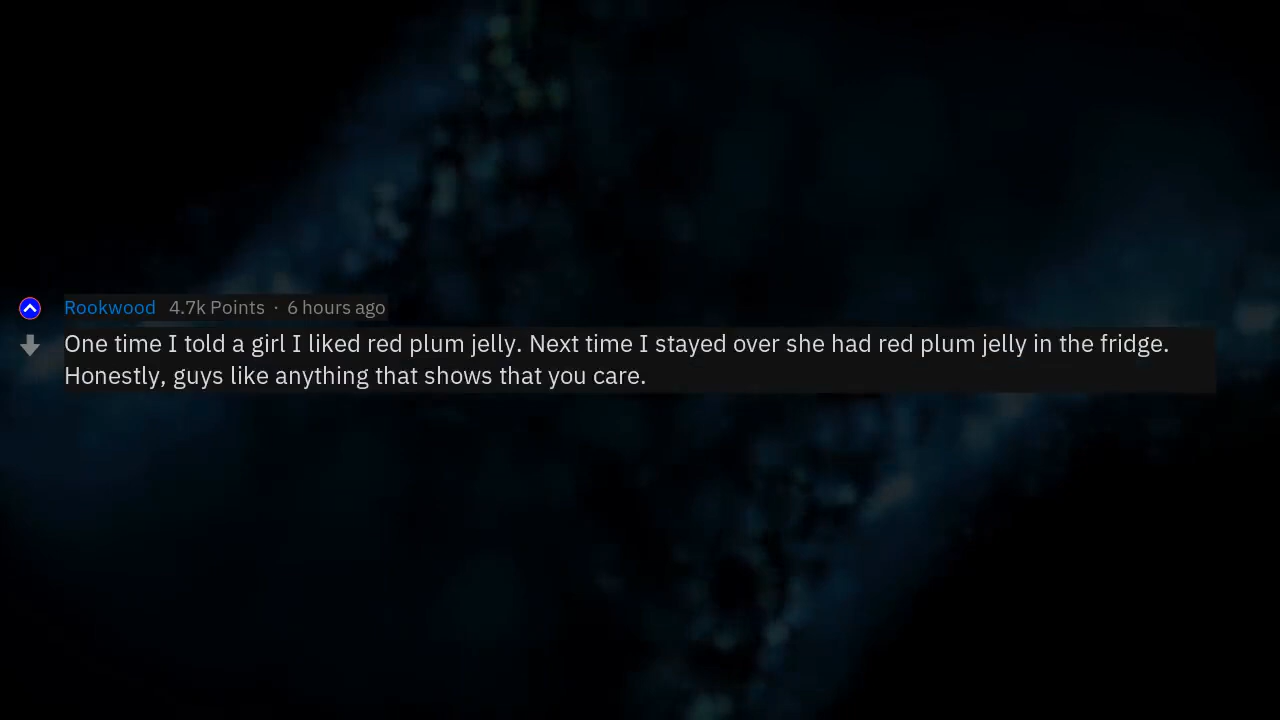 Rookwood 4.7k Points · 6 hours ago
One time I told a girl I liked red plum jelly. Next time I stayed over she had red plum jelly in the fridge.
Honestly, guys like anything that shows that you care.